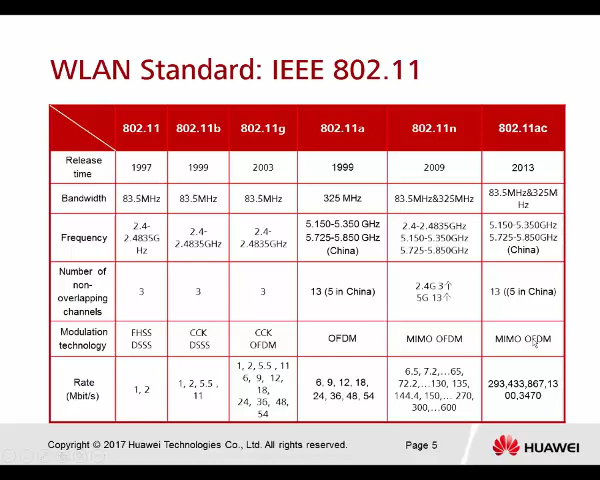 WLAN Standard: IEEE 802.11
802.11 802.11b 802.11g 802.11a 802.11n 802.11ac
Release time 1997 1999 2003 1999 2009 2013
Bandwidth 83.5MHz 83.5MHz 83.5MHz 325 MHz 83.5MHz&325MHz 83.5MHz&325MHz
Frequency 2.4-2.4835GHz 2.4-2.4835GHz 2.4-2.4835GHz 5.150-5.350 GHz 5.725-5.850 GHz (China) 2.4-2.4835GHz 5.150-5.350GHz 5.725-5.850GHz 5.150-5.350GHz 5.725-5.850GHz (China)
Number of non-overlapping channels 3 3 3 13 (5 in China) 2.4G 3个 5G 13个 13 ((5 in China)
Modulation technology FHSS DSSS CCK DSSS CCK OFDM OFDM MIMO OFDM MIMO OFDM
Rate (Mbit/s) 1, 2 1, 2, 5.5 , 11 1, 2, 5.5 , 11 6, 9, 12, 18, 24, 36, 48, 54 6, 9, 12, 18, 24, 36, 48, 54 6.5, 7.2,...65, 72.2,...130, 135, 144.4, 150,... 270, 300,...600 293,433,867,1300,3470
Copyright © 2017 Huawei Technologies Co., Ltd. All rights reserved. Page 5 HUAWEI